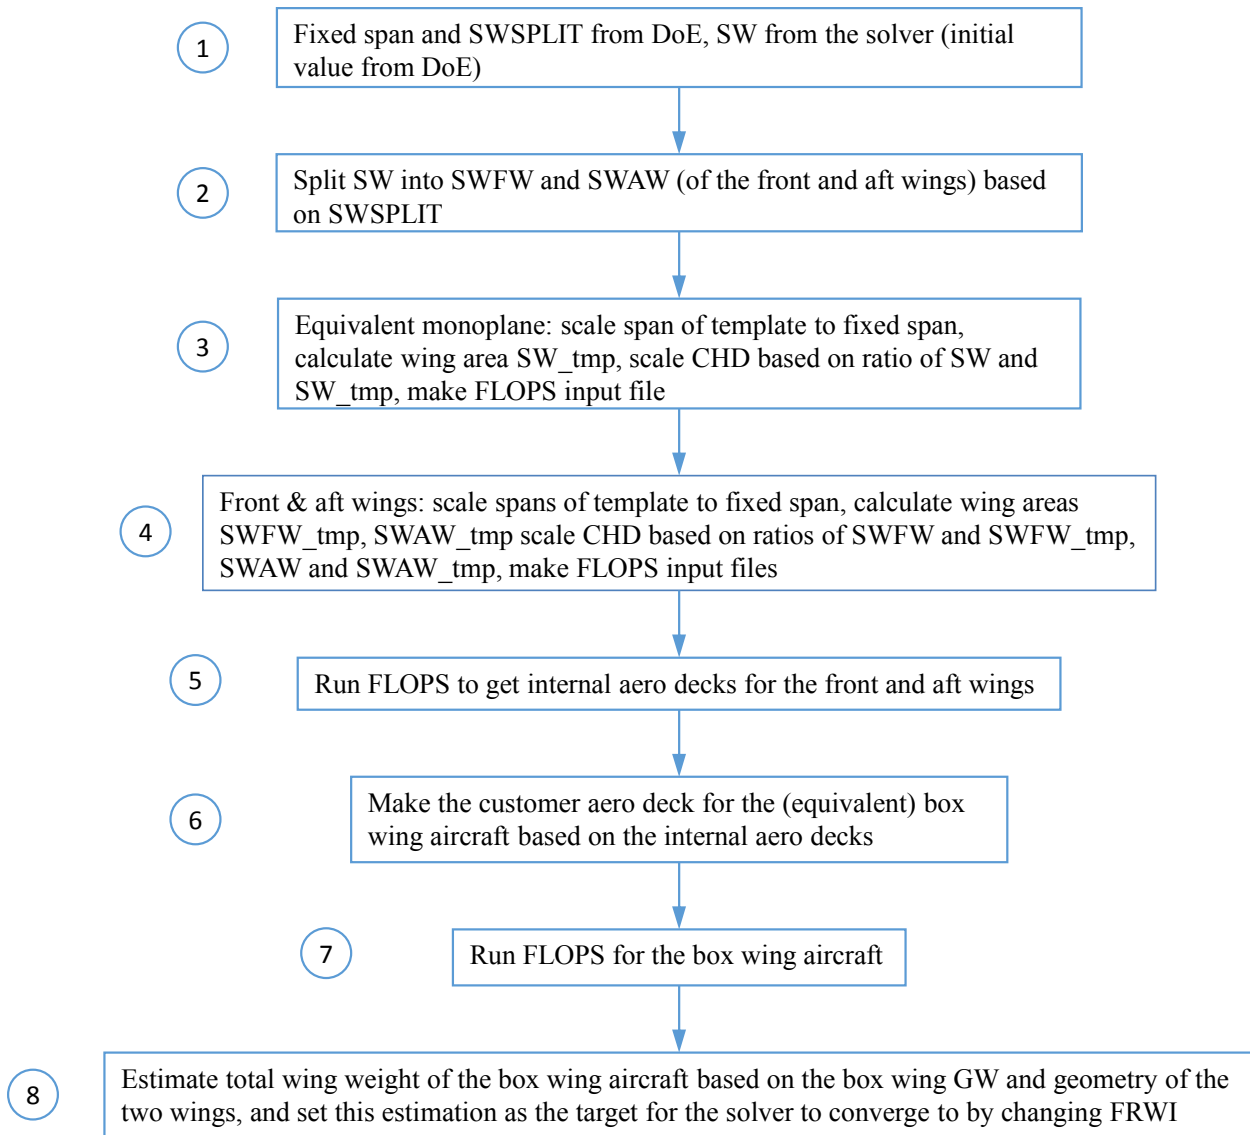 1
Fixed span and SWSPLIT from DoE, SW from the solver (initial
value from DoE)
2
Split SW into SWFW and SWAW (of the front and aft wings) based
on SWSPLIT
3
Equivalent monoplane: scale span of template to fixed span,
calculate wing area SW_tmp, scale CHD based on ratio of SW and
SW_tmp, make FLOPS input file
4
Front & aft wings: scale spans of template to fixed span, calculate wing areas
SWFW_tmp, SWAW_tmp scale CHD based on ratios of SWFW and SWFW_tmp,
SWAW and SWAW_tmp, make FLOPS input files
5
Run FLOPS to get internal aero decks for the front and aft wings
6
Make the customer aero deck for the (equivalent) box
wing aircraft based on the internal aero decks
7
Run FLOPS for the box wing aircraft
8
Estimate total wing weight of the box wing aircraft based on the box wing GW and geometry of the
two wings, and set this estimation as the target for the solver to converge to by changing FRWI